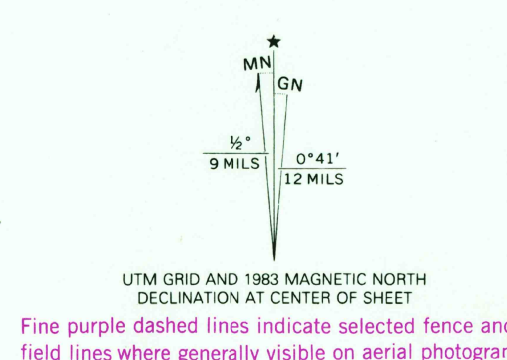 MN
GN
½°
9 MILS
0°41′
12 MILS
UTM GRID AND 1983 MAGNETIC NORTH
DECLINATION AT CENTER OF SHEET
Fine purple dashed lines indicate selected fence and
field lines where generally visible on aerial photogram